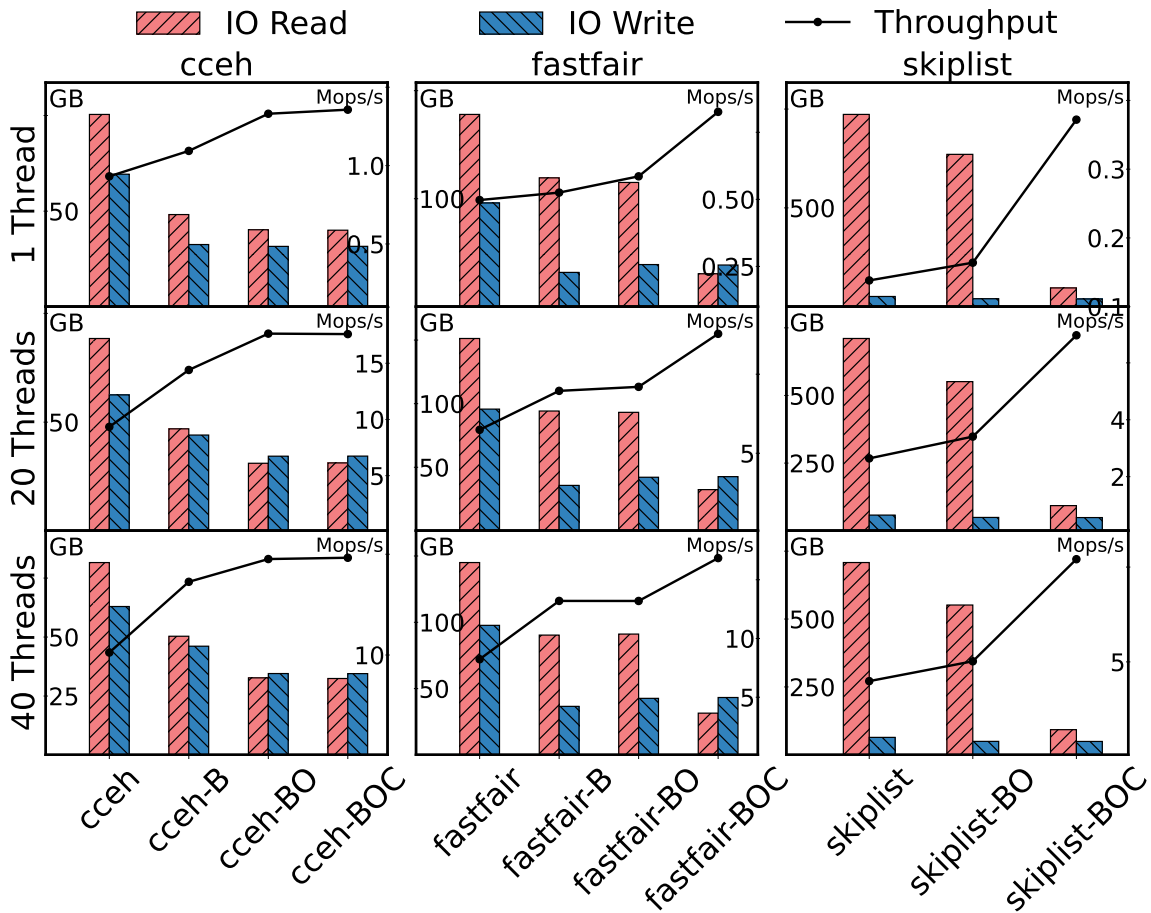 IO Read IO Write Throughput
cceh fastfair skiplist
1 Thread
GB Mops/s
50
1.0
0.5
GB Mops/s
100
0.50
0.25
GB Mops/s
500
0.3
0.2
0.1
20 Threads
GB Mops/s
50
15
10
5
GB Mops/s
100
50
5
GB Mops/s
500
250
4
2
40 Threads
GB Mops/s
50
25
10
GB Mops/s
100
50
10
5
GB Mops/s
500
250
5
cceh
cceh-B
cceh-BO
cceh-BOC
fastfair
fastfair-B
fastfair-BO
fastfair-BOC
skiplist
skiplist-BO
skiplist-BOC